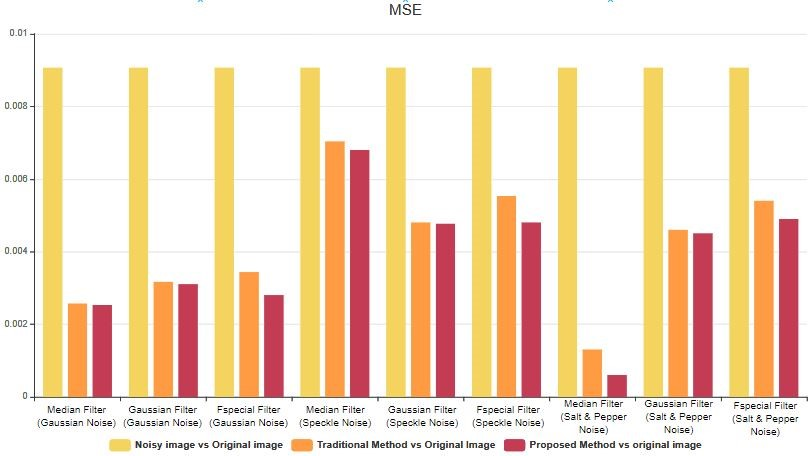 MSE
0.01
0.008
0.006
0.004
0.002
0
Median Filter
(Gaussian Noise)
Gaussian Filter
(Gaussian Noise)
Fspecial Filter
(Gaussian Noise)
Median Filter
(Speckle Noise)
Gaussian Filter
(Speckle Noise)
Fspecial Filter
(Speckle Noise)
Median Filter
(Salt & Pepper
Noise)
Gaussian Filter
(Salt & Pepper
Noise)
Fspecial Filter
(Salt & Pepper
Noise)
Noisy image vs Original image
Traditional Method vs Original Image
Proposed Method vs original image